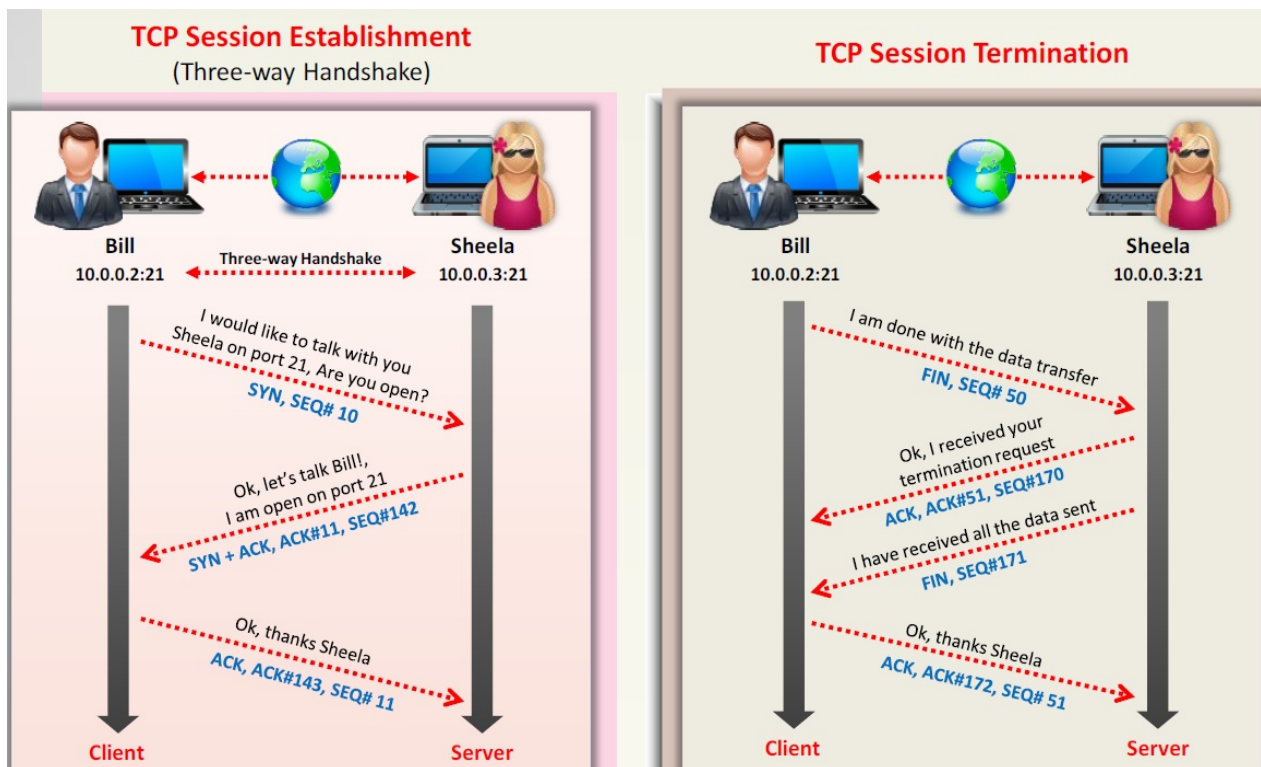 TCP Session Establishment
(Three-way Handshake)
Bill
10.0.0.2:21
Three-way Handshake
Sheela
10.0.0.3:21
I would like to talk with you
Sheela on port 21, Are you open?
SYN, SEQ# 10
Ok, let's talk Bill!,
I am open on port 21
SYN + ACK, ACK#11, SEQ#142
Ok, thanks Sheela
ACK, ACK#143, SEQ# 11
Client
Server
TCP Session Termination
Bill
10.0.0.2:21
Sheela
10.0.0.3:21
I am done with the data transfer
FIN, SEQ# 50
Ok, I received your
termination request
ACK, ACK#51, SEQ#170
I have received all the data sent
FIN, SEQ#171
Ok, thanks Sheela
ACK, ACK#172, SEQ# 51
Client
Server